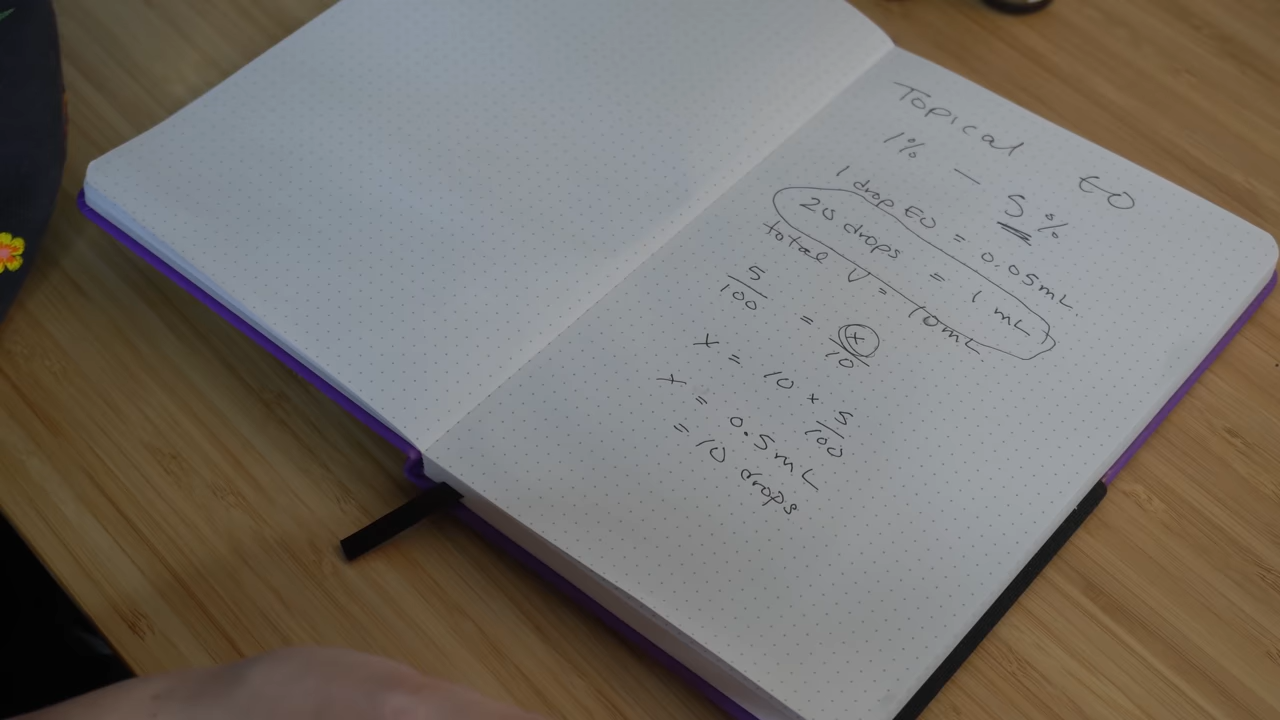 Topical EO
1% — 5%
1 drop EO = 0.05mL
20 drops = 1 mL
total V = 10mL
5/100 = x/10
x = 10 × 5/100
x = 0.5mL
= 10 drops